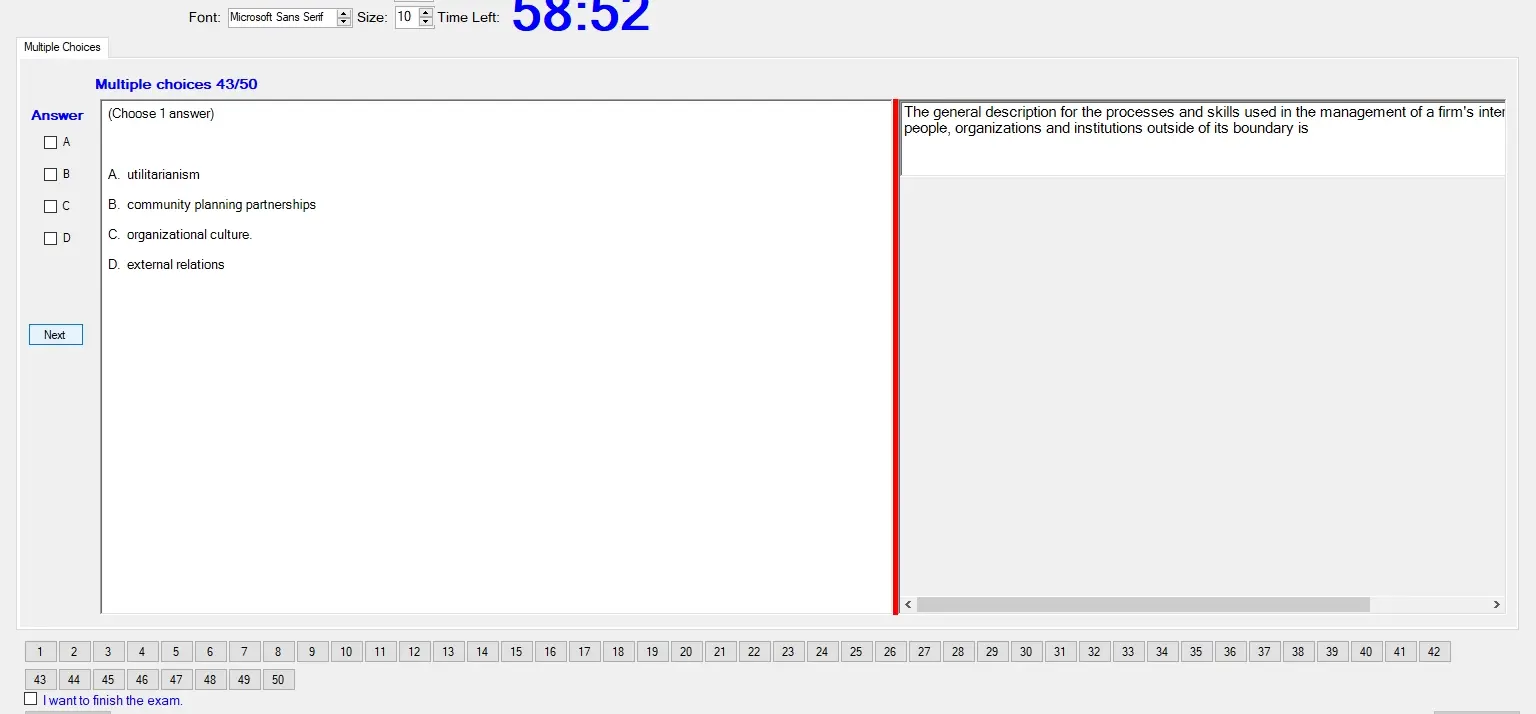 Font: Microsoft Sans Serif Size: 10 Time Left: 58:52
Multiple Choices
Multiple choices 43/50
Answer
A
B
C
D
Next
(Choose 1 answer)
A. utilitarianism
B. community planning partnerships
C. organizational culture.
D. external relations
The general description for the processes and skills used in the management of a firm's
people, organizations and institutions outside of its boundary is
1 2 3 4 5 6 7 8 9 10 11 12 13 14 15 16 17 18 19 20 21 22 23 24 25 26 27 28 29 30 31 32 33 34 35 36 37 38 39 40 41 42
43 44 45 46 47 48 49 50
I want to finish the exam.